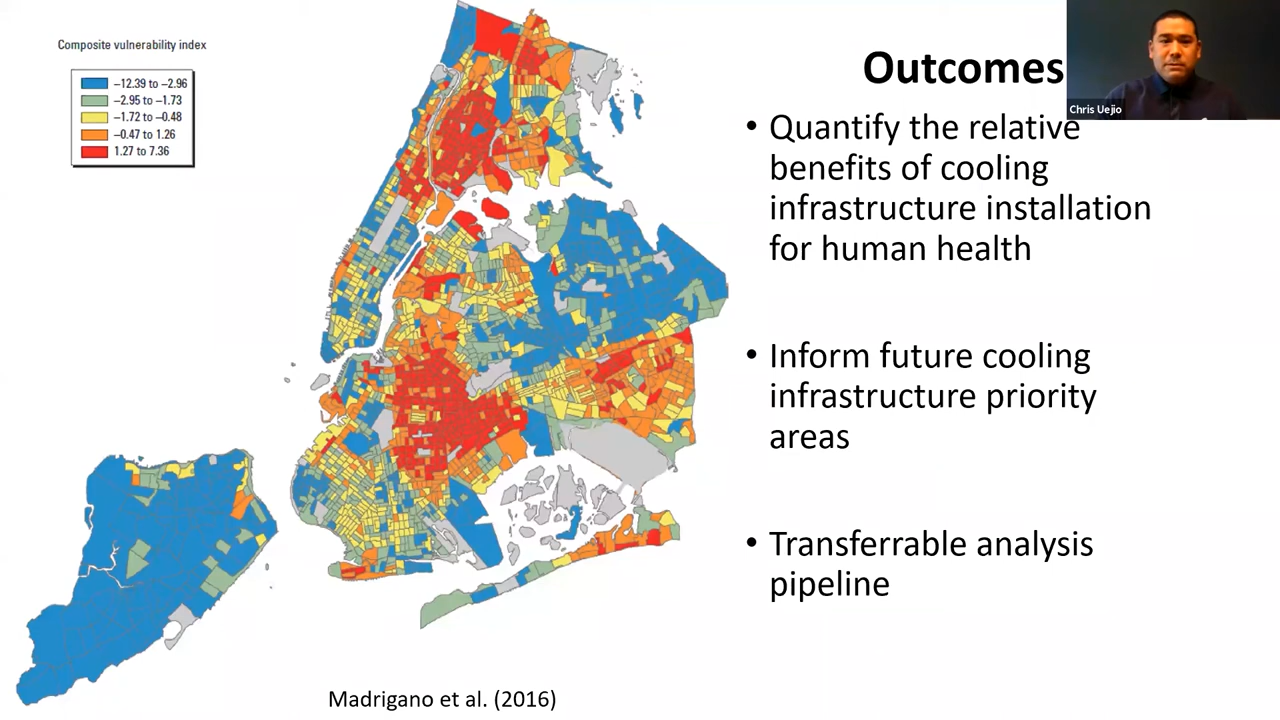 Composite vulnerability index
−12.39 to −2.96
−2.95 to −1.73
−1.72 to −0.48
−0.47 to 1.26
1.27 to 7.36
Outcomes
Chris Uejio
• Quantify the relative
benefits of cooling
infrastructure installation
for human health
• Inform future cooling
infrastructure priority
areas
• Transferrable analysis
pipeline
Madrigano et al. (2016)